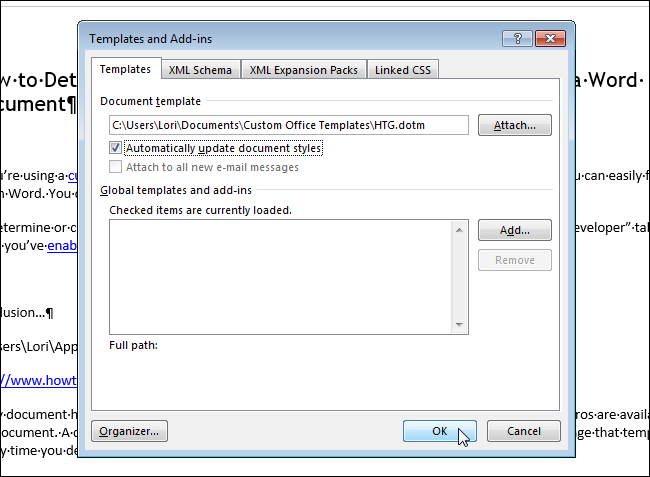 Templates and Add-ins
Templates XML Schema XML Expansion Packs Linked CSS
w·to·Det a·Word·
cument¶
Document template
C:\Users\Lori\Documents\Custom Office Templates\HTG.dotm Attach...
Automatically update document styles
Attach to all new e-mail messages
u're·using·a·cu u·can·easily·f
n·Word.·You·
Global templates and add-ins
Checked items are currently loaded.
etermine·or·c eveloper"·tal
Add...
you've·enab
Remove
lusion...¶
sers\Lori\App
Full path:
//www.howt
y·document·h ros·are·availa
ocument.·A· nge·that·temp
y·time·you·de
Organizer... OK Cancel